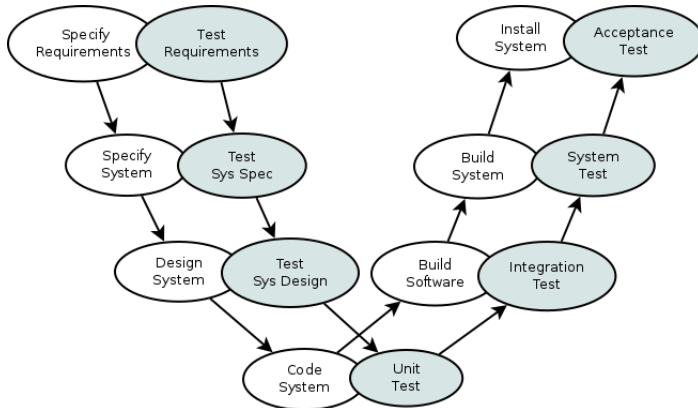 Specify
Requirements
Test
Requirements
Install
System
Acceptance
Test
Specify
System
Test
Sys Spec
Build
System
System
Test
Design
System
Test
Sys Design
Build
Software
Integration
Test
Code
System
Unit
Test